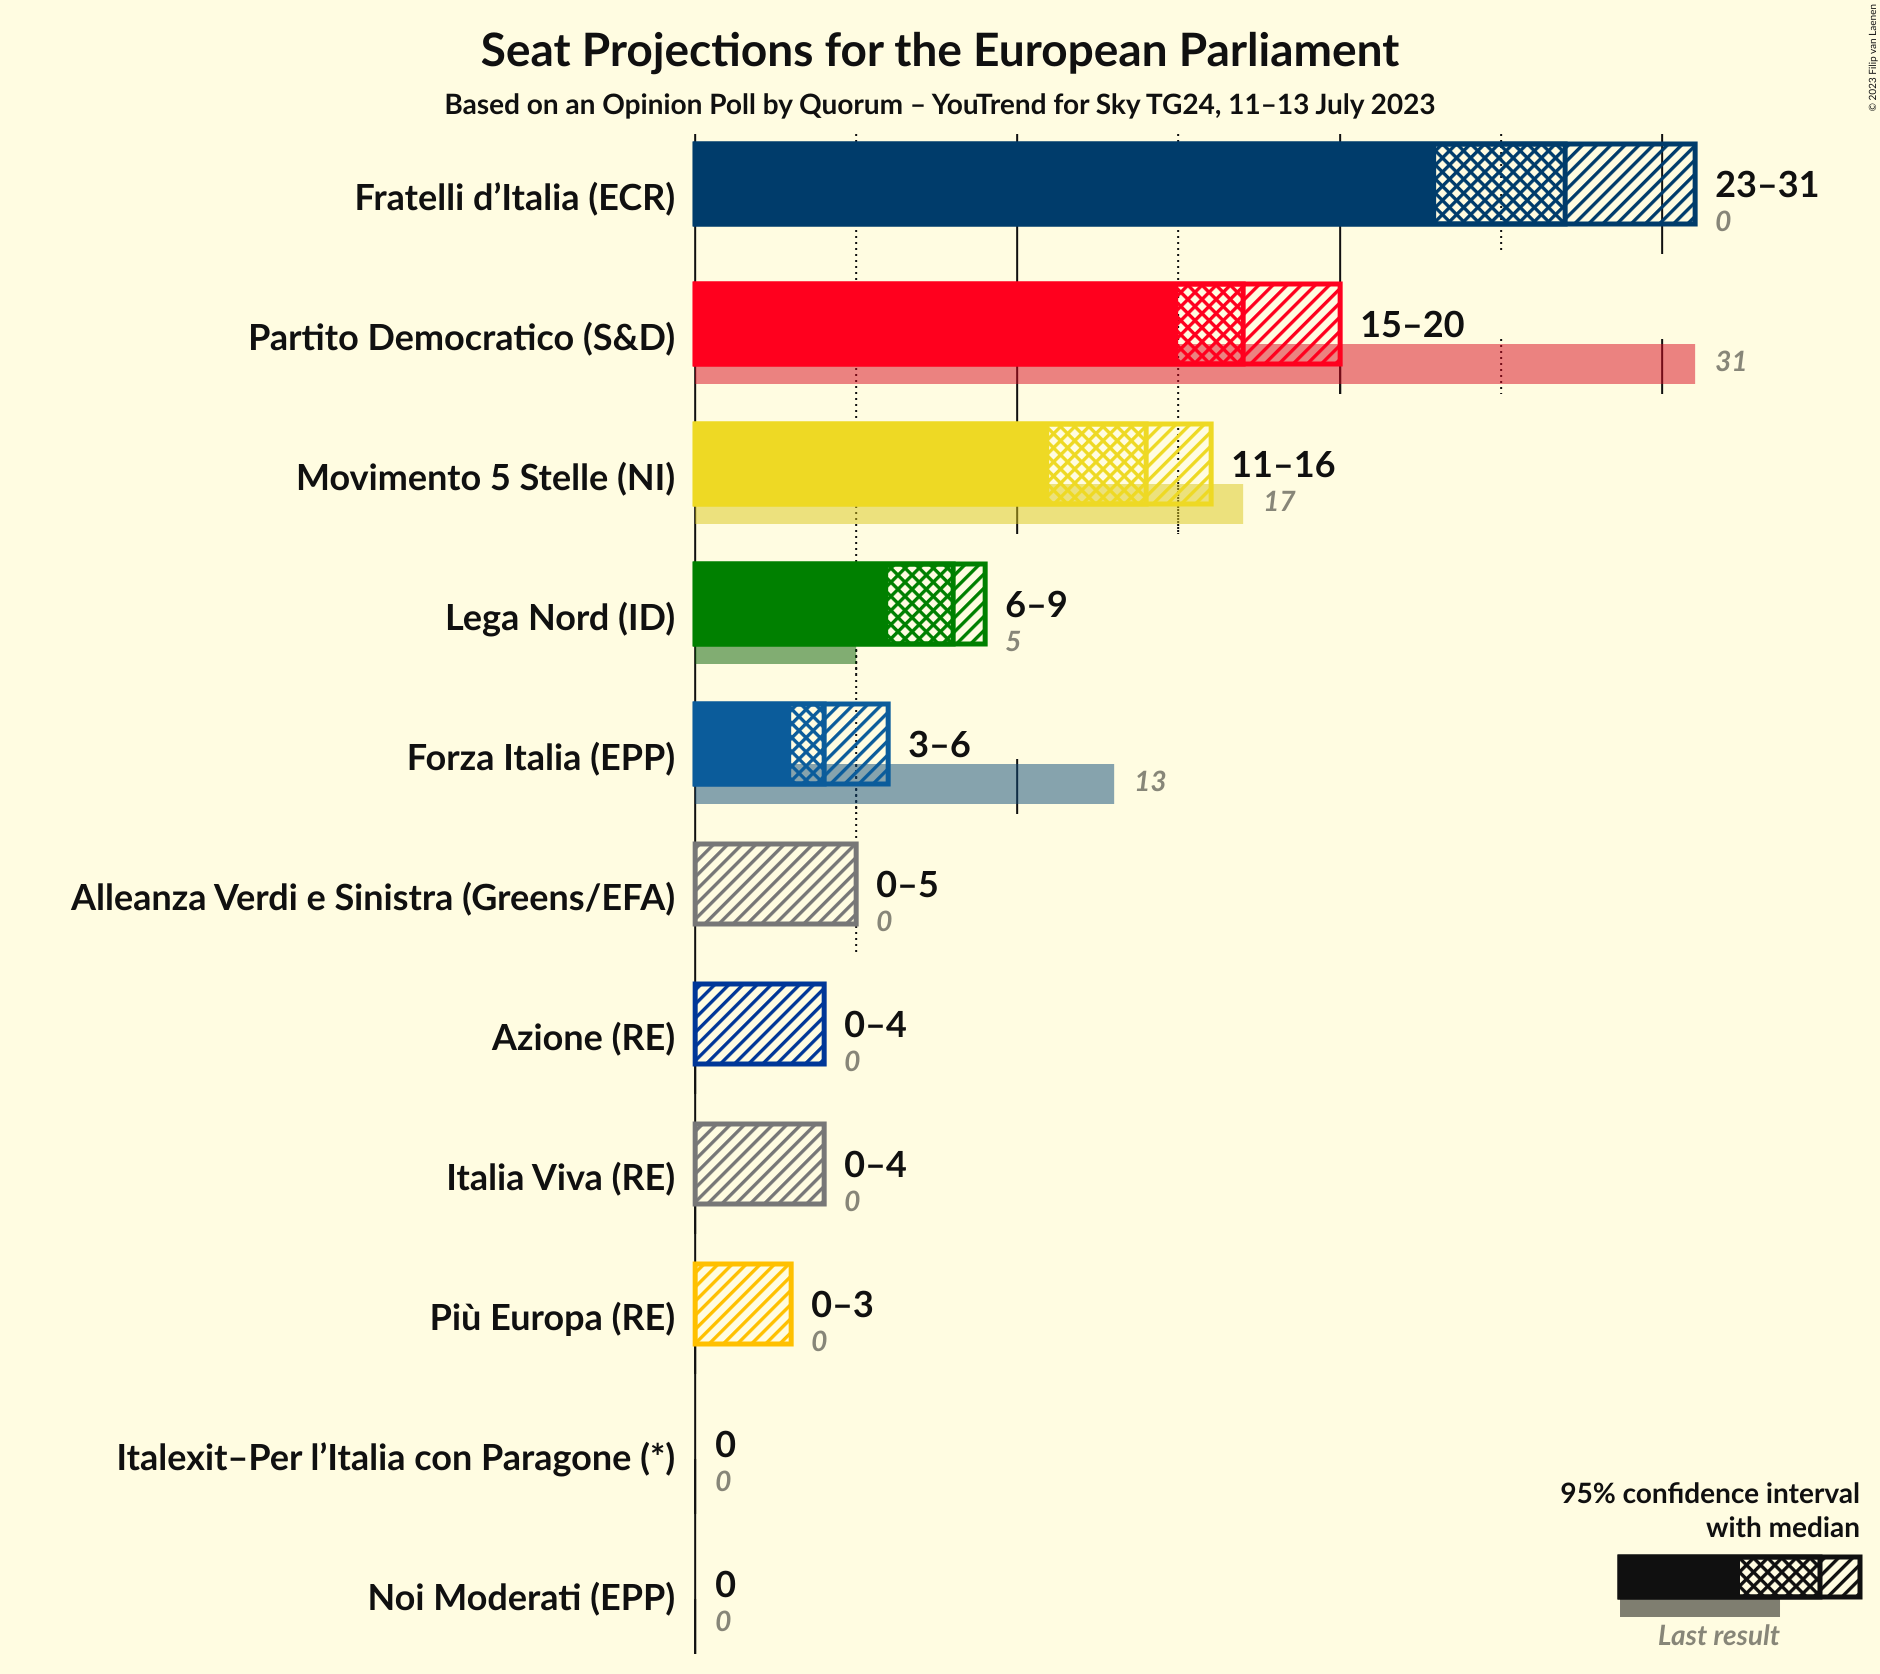 Seat Projections for the European Parliament
Based on an Opinion Poll by Quorum – YouTrend for Sky TG24, 11–13 July 2023
© 2023 Filip van Laenen
Fratelli d’Italia (ECR)
23–31
0
Partito Democratico (S&D)
15–20
31
Movimento 5 Stelle (NI)
11–16
17
Lega Nord (ID)
6–9
5
Forza Italia (EPP)
3–6
13
Alleanza Verdi e Sinistra (Greens/EFA)
0–5
0
Azione (RE)
0–4
0
Italia Viva (RE)
0–4
0
Più Europa (RE)
0–3
0
Italexit–Per l’Italia con Paragone (*)
0
0
Noi Moderati (EPP)
0
0
95% confidence interval
with median
Last result